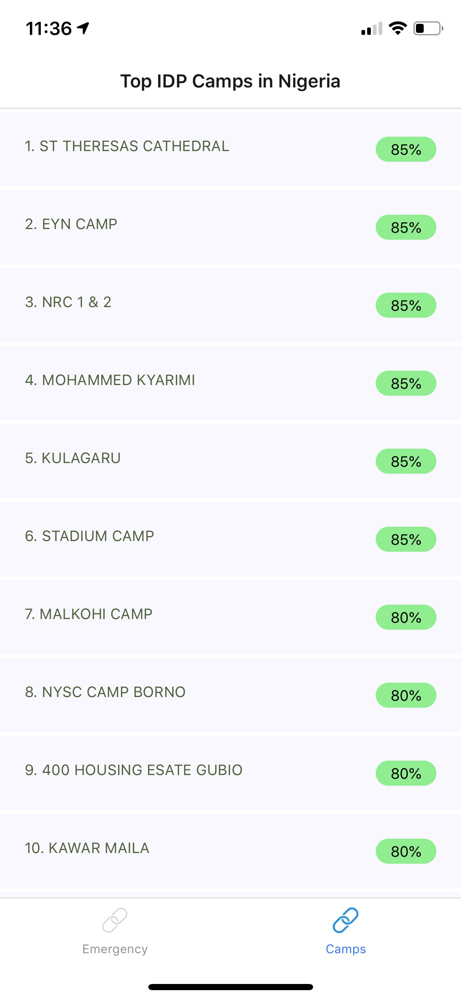 11:36
Top IDP Camps in Nigeria
1. ST THERESAS CATHEDRAL
85%
2. EYN CAMP
85%
3. NRC 1 & 2
85%
4. MOHAMMED KYARIMI
85%
5. KULAGARU
85%
6. STADIUM CAMP
85%
7. MALKOHI CAMP
80%
8. NYSC CAMP BORNO
80%
9. 400 HOUSING ESATE GUBIO
80%
10. KAWAR MAILA
80%
Emergency
Camps